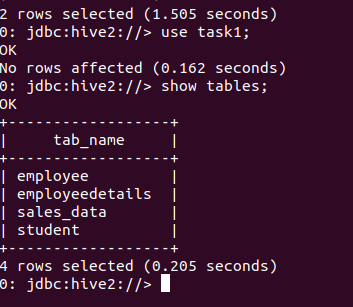 2 rows selected (1.505 seconds)
0: jdbc:hive2://> use task1;
OK
No rows affected (0.162 seconds)
0: jdbc:hive2://> show tables;
OK
+------------------+
|     tab_name     |
+------------------+
| employee         |
| employeedetails  |
| sales_data       |
| student          |
+------------------+
4 rows selected (0.205 seconds)
0: jdbc:hive2://>